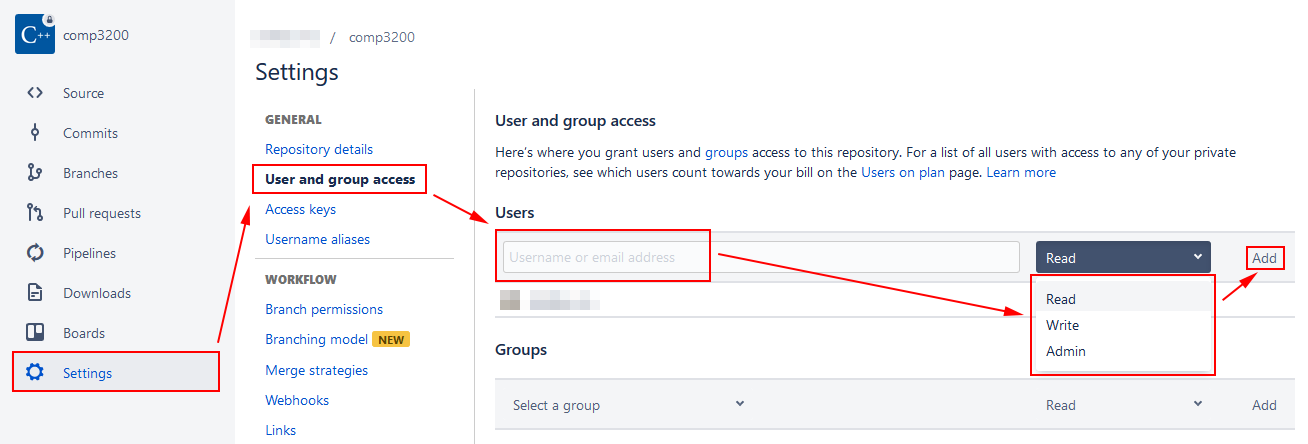 C++
comp3200
Source
Commits
Branches
Pull requests
Pipelines
Downloads
Boards
Settings
/ comp3200
Settings
GENERAL
Repository details
User and group access
Access keys
Username aliases
WORKFLOW
Branch permissions
Branching model NEW
Merge strategies
Webhooks
Links
User and group access
Here's where you grant users and groups access to this repository. For a list of all users with access to any of your private
repositories, see which users count towards your bill on the Users on plan page. Learn more
Users
Username or email address Read Add
Read
Write
Admin
Groups
Select a group Read Add